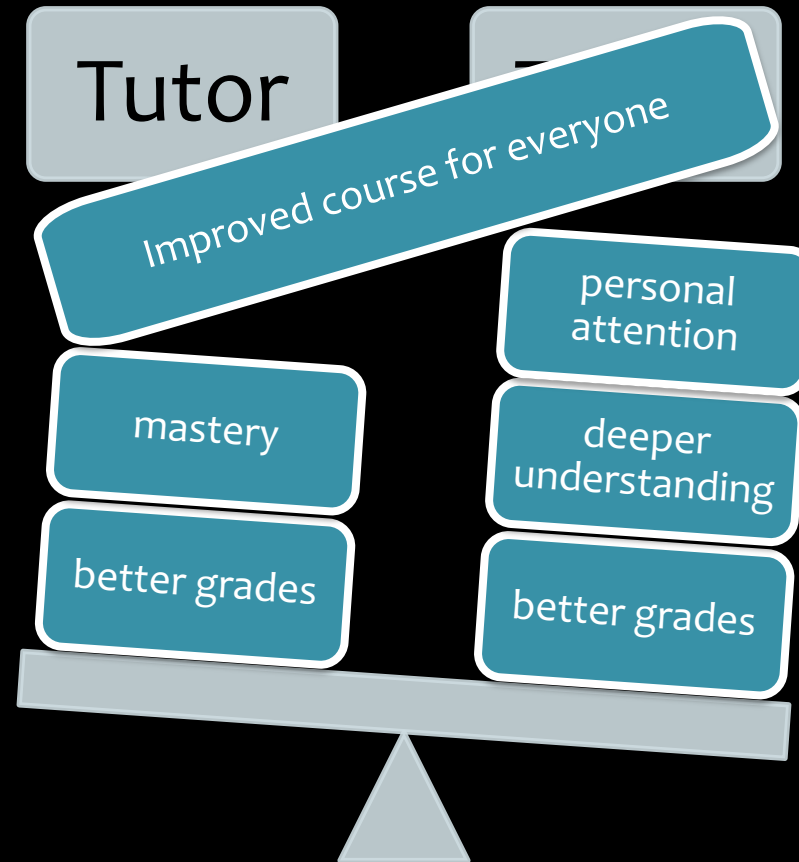 Tutor
Improved course for everyone
personal
attention
mastery
deeper
understanding
better grades
better grades